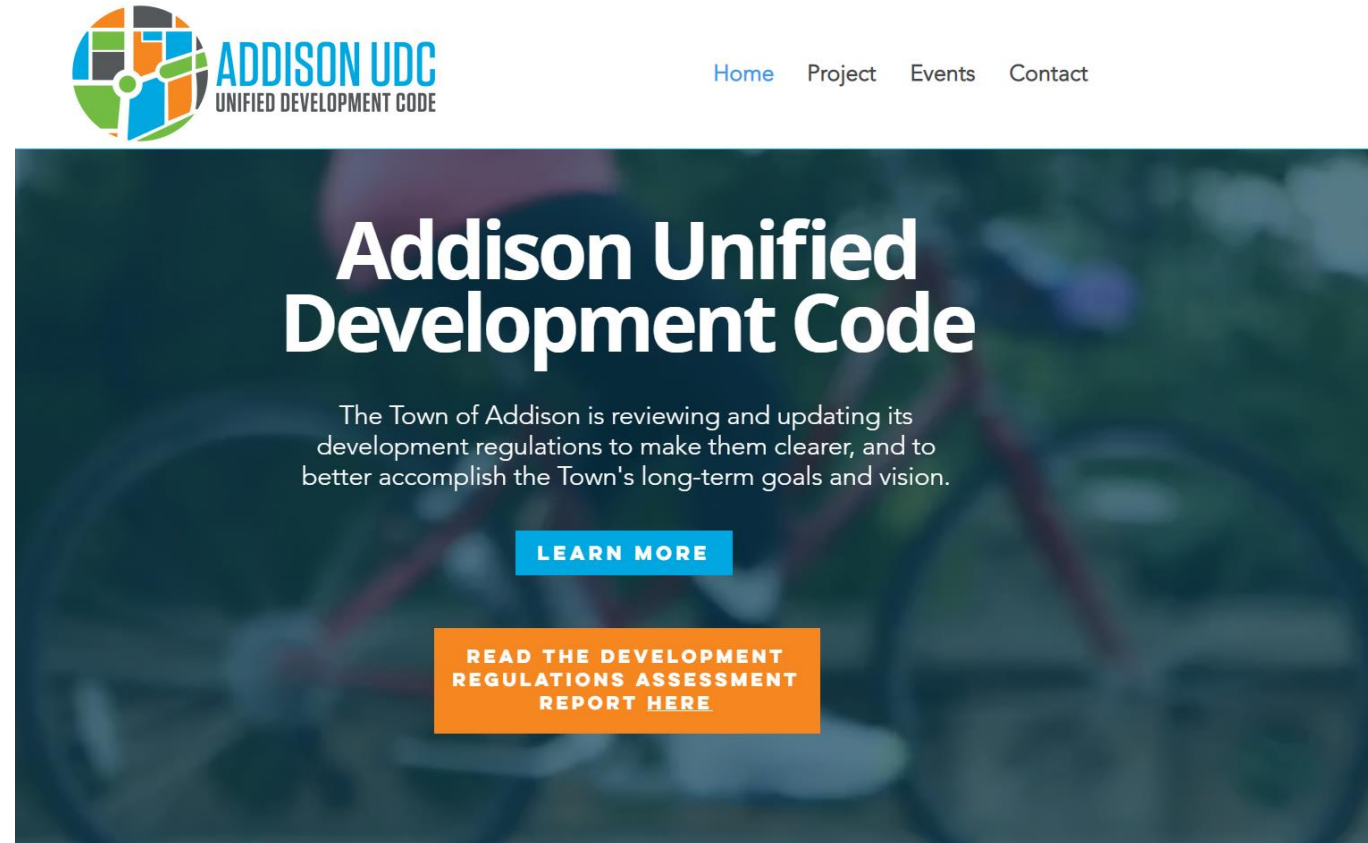 ADDISON UDC
UNIFIED DEVELOPMENT CODE
Home Project Events Contact
Addison Unified
Development Code
The Town of Addison is reviewing and updating its
development regulations to make them clearer, and to
better accomplish the Town's long-term goals and vision.
LEARN MORE
READ THE DEVELOPMENT
REGULATIONS ASSESSMENT
REPORT HERE